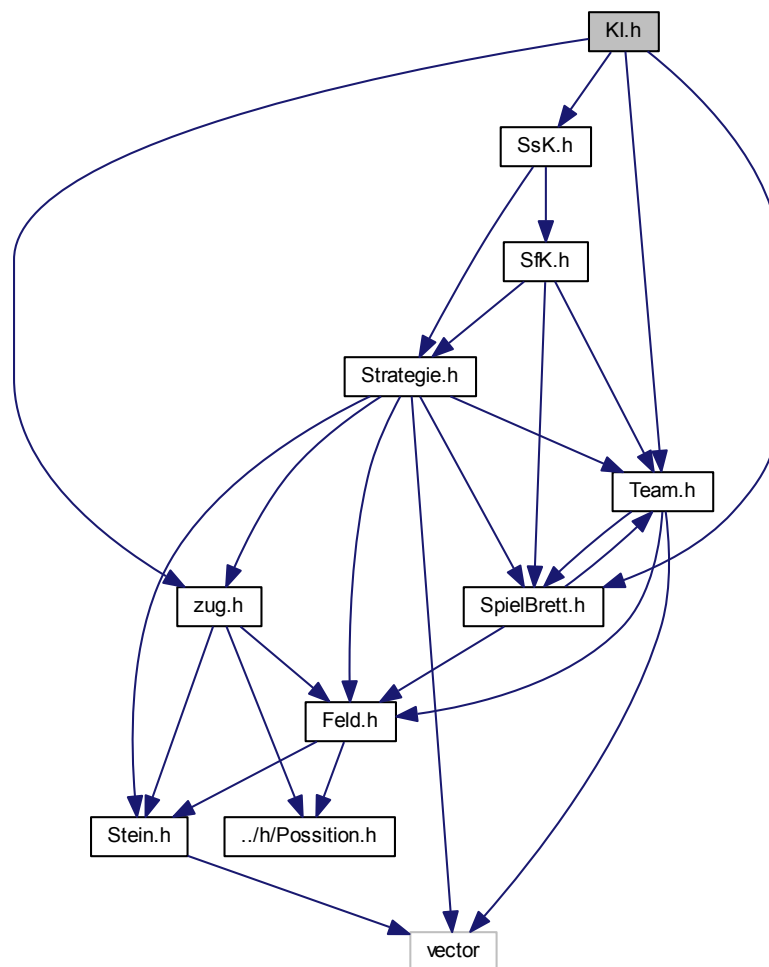 KI.h
SsK.h
SfK.h
Strategie.h
Team.h
zug.h
SpielBrett.h
Feld.h
Stein.h
../h/Possition.h
vector